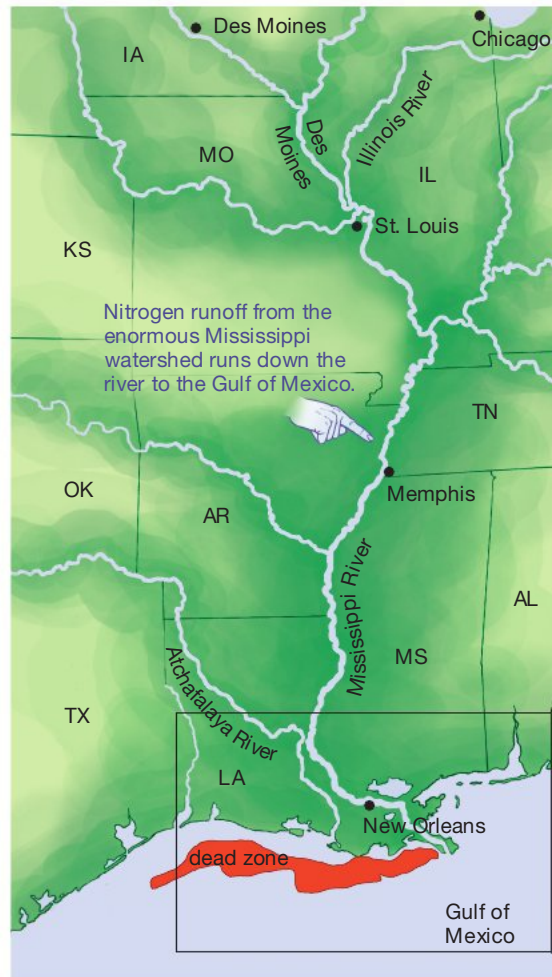 Des Moines
Chicago
IA
Illinois River
Des
Moines
MO
IL
St. Louis
KS
Nitrogen runoff from the
enormous Mississippi
watershed runs down the
river to the Gulf of Mexico.
TN
Memphis
OK
AR
Mississippi River
AL
MS
Atchafalaya River
TX
LA
New Orleans
dead zone
Gulf of
Mexico